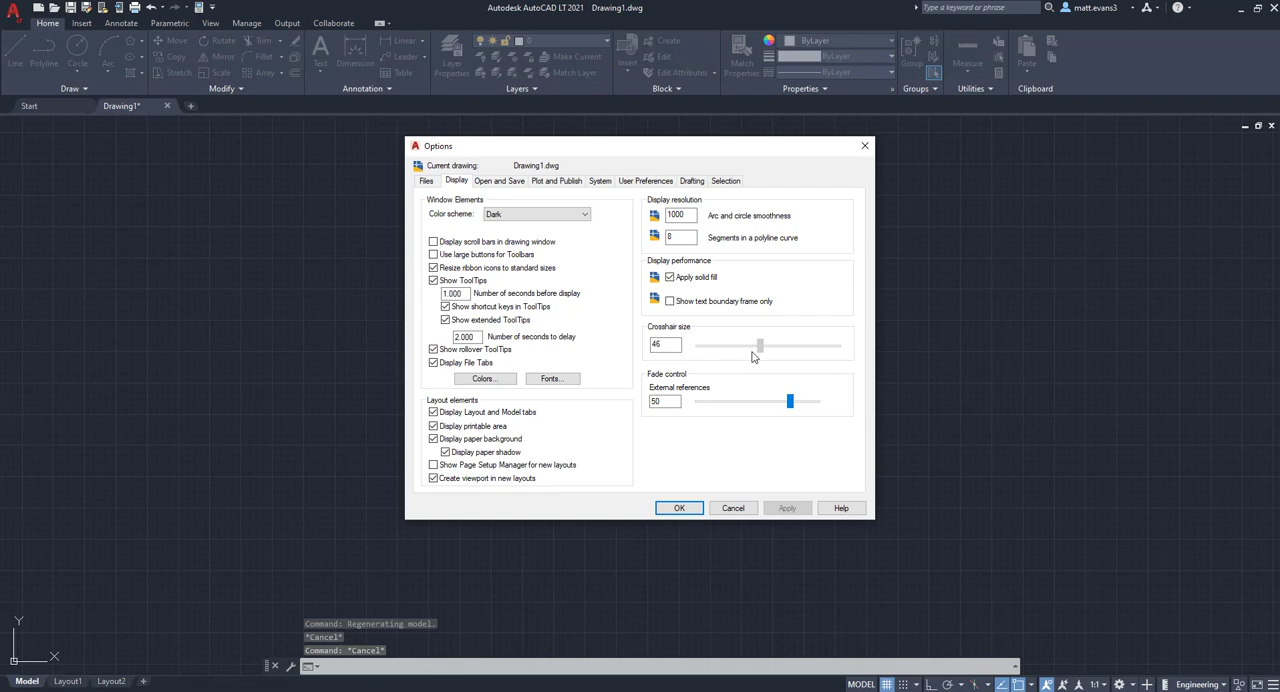 Autodesk AutoCAD LT 2021 Drawing1.dwg
Type a keyword or phrase
matt.evans3
Home Insert Annotate Parametric View Manage Output Collaborate
Line Polyline Circle Arc
Move Rotate Trim
Copy Mirror Fillet
Stretch Scale Array
Text Dimension
Linear
Leader
Table
Layer Properties
0
Make Current
Match Layer
Insert
Create
Edit
Edit Attributes
Match Properties
ByLayer
ByLayer
ByLayer
Group
Measure
Paste
Draw Modify Annotation Layers Block Properties Groups Utilities Clipboard
Start Drawing1*
Options
Current drawing: Drawing1.dwg
Files Display Open and Save Plot and Publish System User Preferences Drafting Selection
Window Elements
Color scheme: Dark
Display scroll bars in drawing window
Use large buttons for Toolbars
Resize ribbon icons to standard sizes
Show ToolTips
1.000 Number of seconds before display
Show shortcut keys in ToolTips
Show extended ToolTips
2.000 Number of seconds to delay
Show rollover ToolTips
Display File Tabs
Colors... Fonts...
Layout elements
Display Layout and Model tabs
Display printable area
Display paper background
Display paper shadow
Show Page Setup Manager for new layouts
Create viewport in new layouts
Display resolution
1000 Arc and circle smoothness
8 Segments in a polyline curve
Display performance
Apply solid fill
Show text boundary frame only
Crosshair size
46
Fade control
External references
50
OK Cancel Apply Help
Command: Regenerating model.
*Cancel*
Command: *Cancel*
Y
X
Model Layout1 Layout2
MODEL 1:1 Engineering